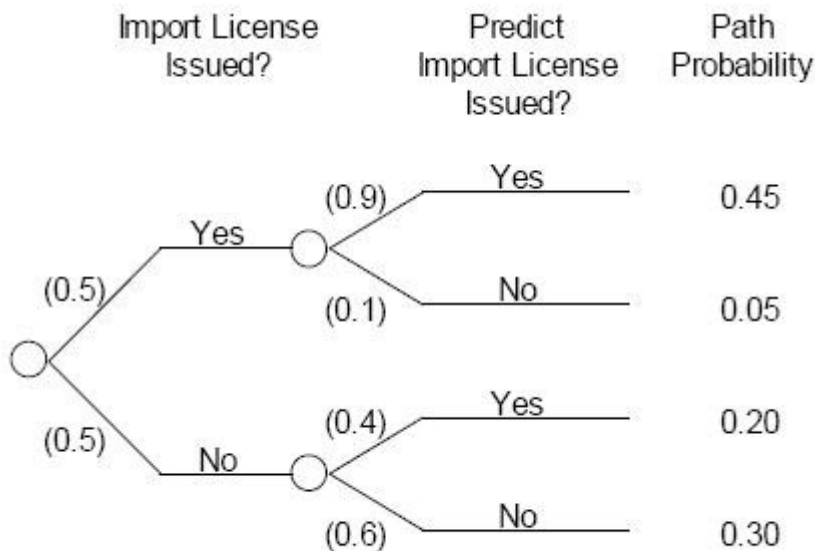 Import License
Issued?
Predict
Import License
Issued?
Path
Probability
(0.9)
Yes
0.45
Yes
(0.5)
(0.1)
No
0.05
(0.5)
(0.4)
Yes
0.20
No
(0.6)
No
0.30